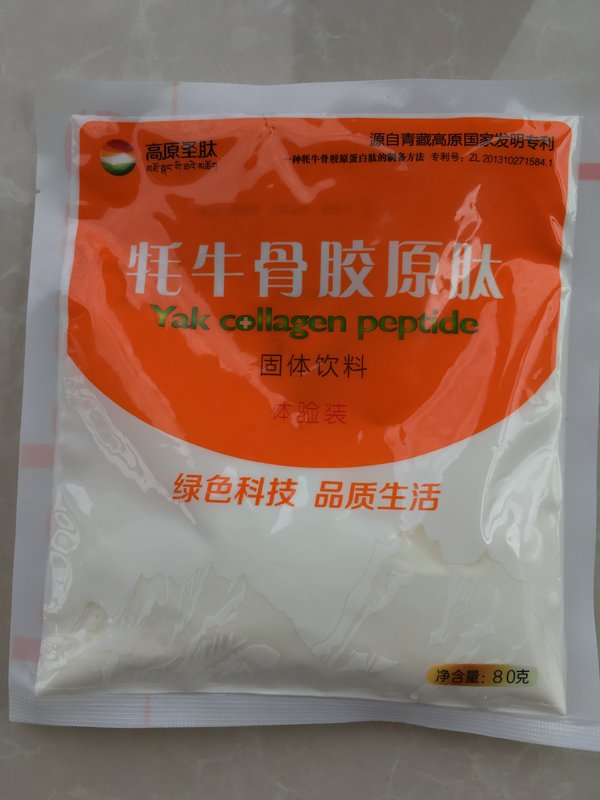 高原圣肽
源自青藏高原国家发明专利
一种牦牛骨胶原蛋白肽的制备方法 专利号：ZL 201310271584.1
牦牛骨胶原肽
Yak collagen peptide
固体饮料
体验装
绿色科技 品质生活
净含量：80克